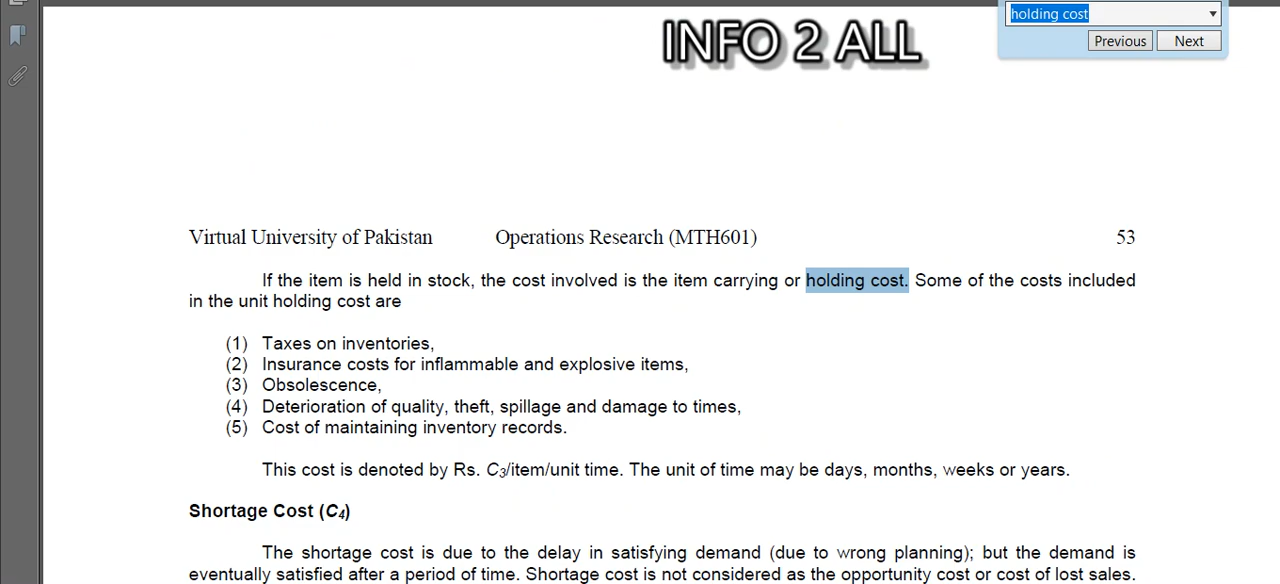 holding cost
INFO 2 ALL
Previous
Next
Virtual University of Pakistan Operations Research (MTH601) 53
If the item is held in stock, the cost involved is the item carrying or holding cost. Some of the costs included
in the unit holding cost are
(1) Taxes on inventories,
(2) Insurance costs for inflammable and explosive items,
(3) Obsolescence,
(4) Deterioration of quality, theft, spillage and damage to times,
(5) Cost of maintaining inventory records.
This cost is denoted by Rs. C3/item/unit time. The unit of time may be days, months, weeks or years.
Shortage Cost (C4)
The shortage cost is due to the delay in satisfying demand (due to wrong planning); but the demand is
eventually satisfied after a period of time. Shortage cost is not considered as the opportunity cost or cost of lost sales.